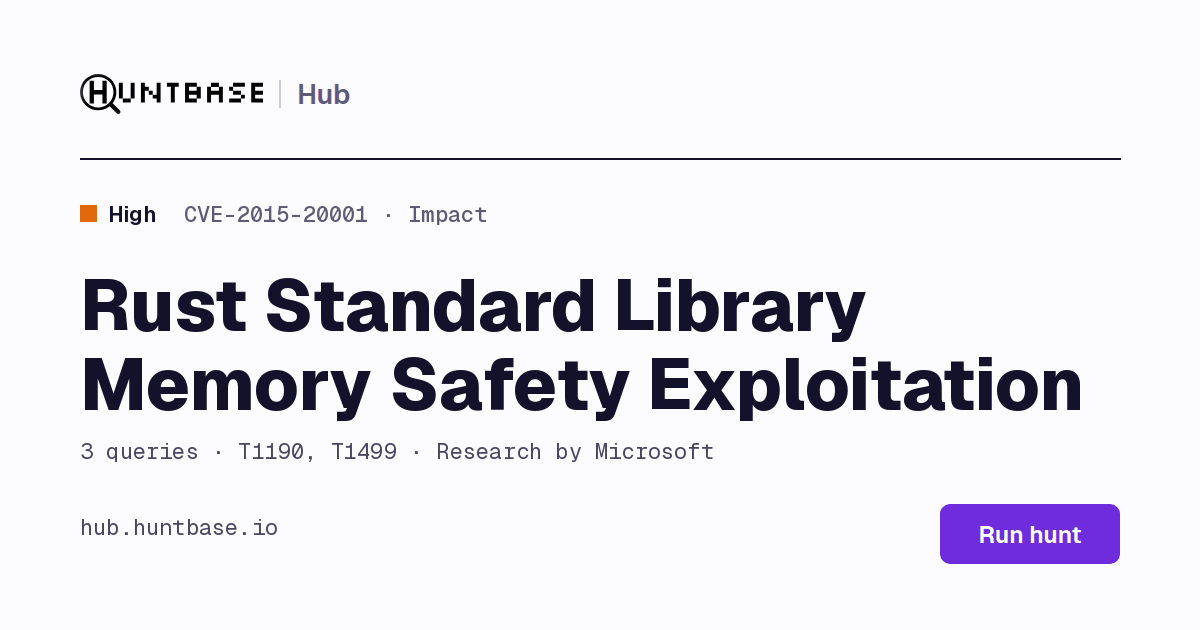 HUNTBASE | Hub
High CVE-2015-20001 · Impact
Rust Standard Library
Memory Safety Exploitation
3 queries · T1190, T1499 · Research by Microsoft
hub.huntbase.io
Run hunt